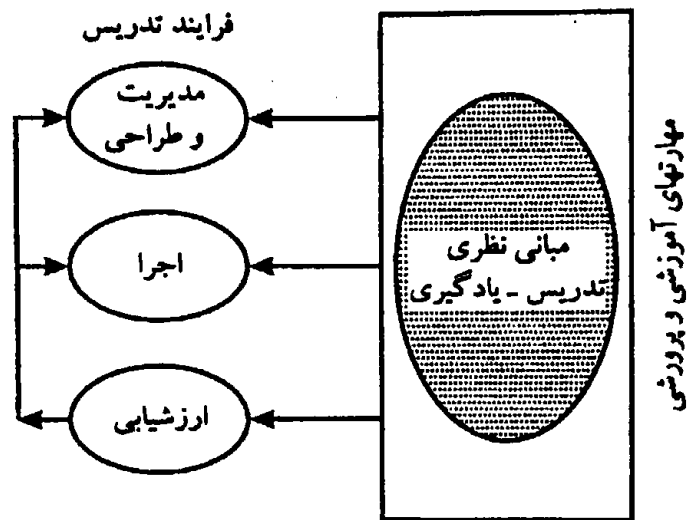 فرایند تدریس
مدیریت
و طراحی
اجرا
ارزشیابی
مبانی نظری
تدریس ـ یادگیری
مهارتهای آموزشی و پرورشی